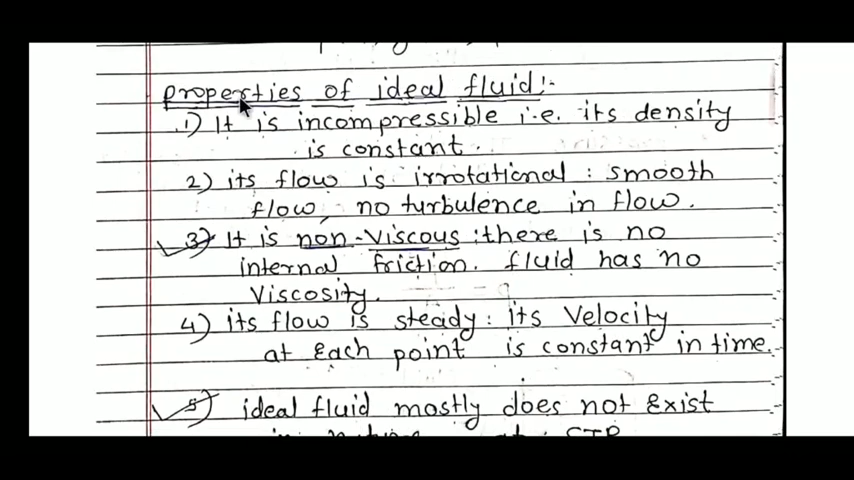 properties of ideal fluid:-
1) It is incompressible i.e. its density
is constant.
2) its flow is irrotational : smooth
flow, no turbulence in flow.
3) It is non-Viscous : there is no
internal friction. fluid has no
Viscosity.
4) its flow is steady : its Velocity
at each point is constant in time.
5) ideal fluid mostly does not exist